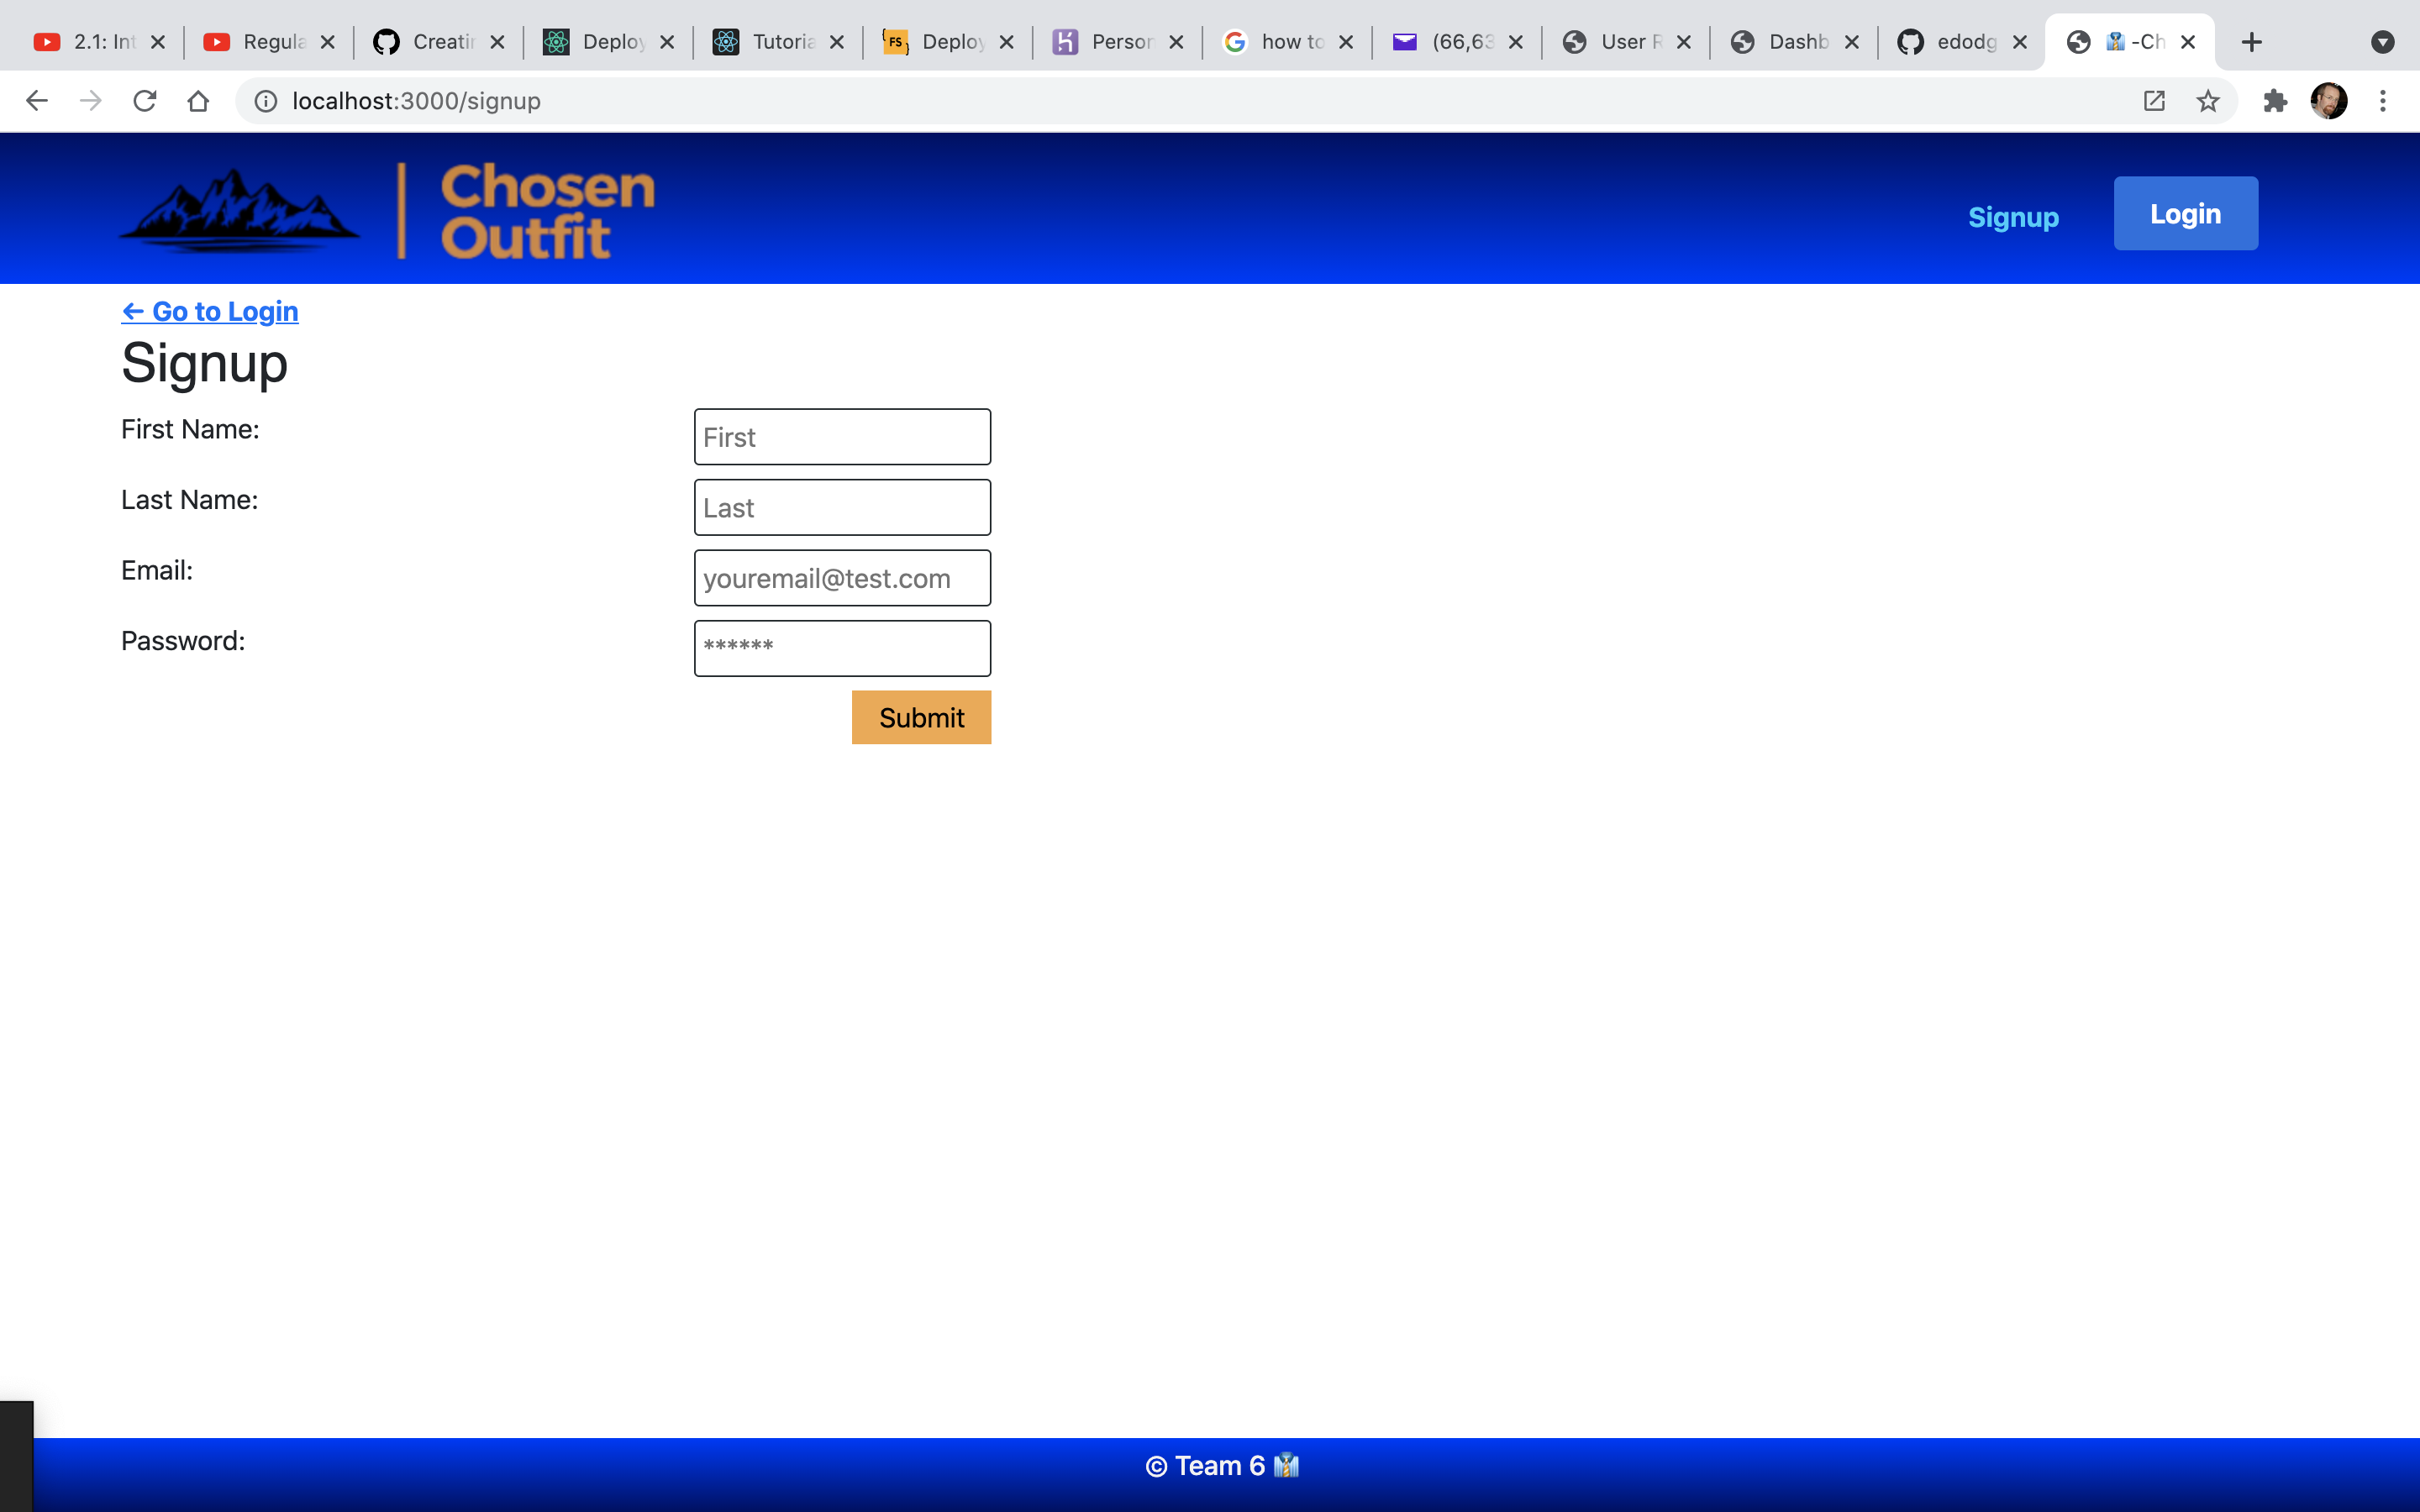 2.1: Int
Regula
Creatin
Deploy
Tutoria
Deploy
Person
how to
(66,63
User R
Dashb
edodg
-Ch
localhost:3000/signup
Chosen
Outfit
Signup
Login
← Go to Login
Signup
First Name:
First
Last Name:
Last
Email:
youremail@test.com
Password:
******
Submit
© Team 6 👔